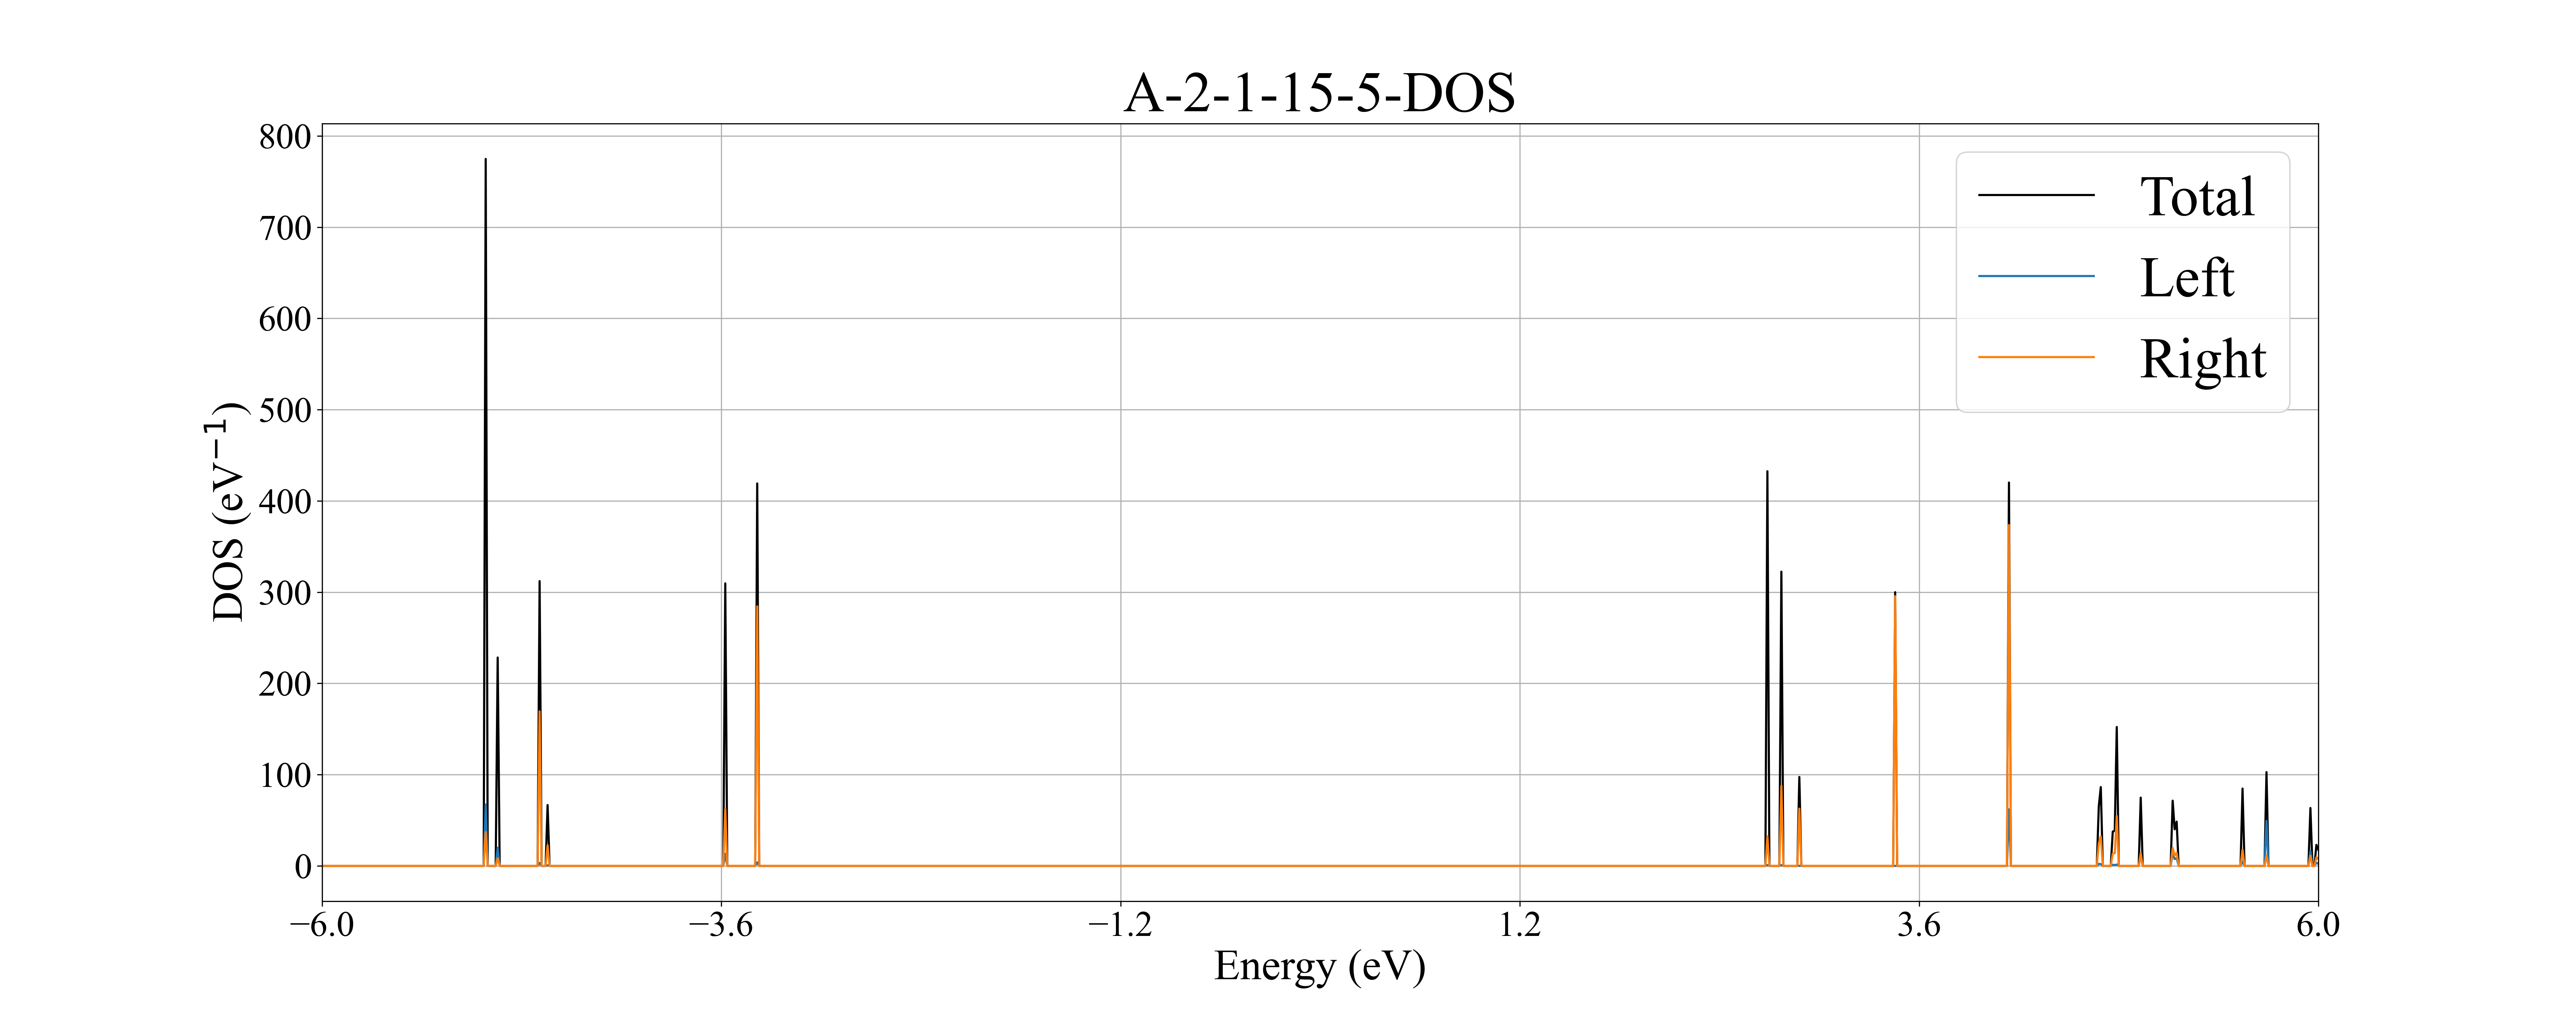 A-2-1-15-5-DOS
800
700
600
500
400
300
200
100
0
DOS (eV⁻¹)
Total
Left
Right
−6.0
−3.6
−1.2
1.2
3.6
6.0
Energy (eV)